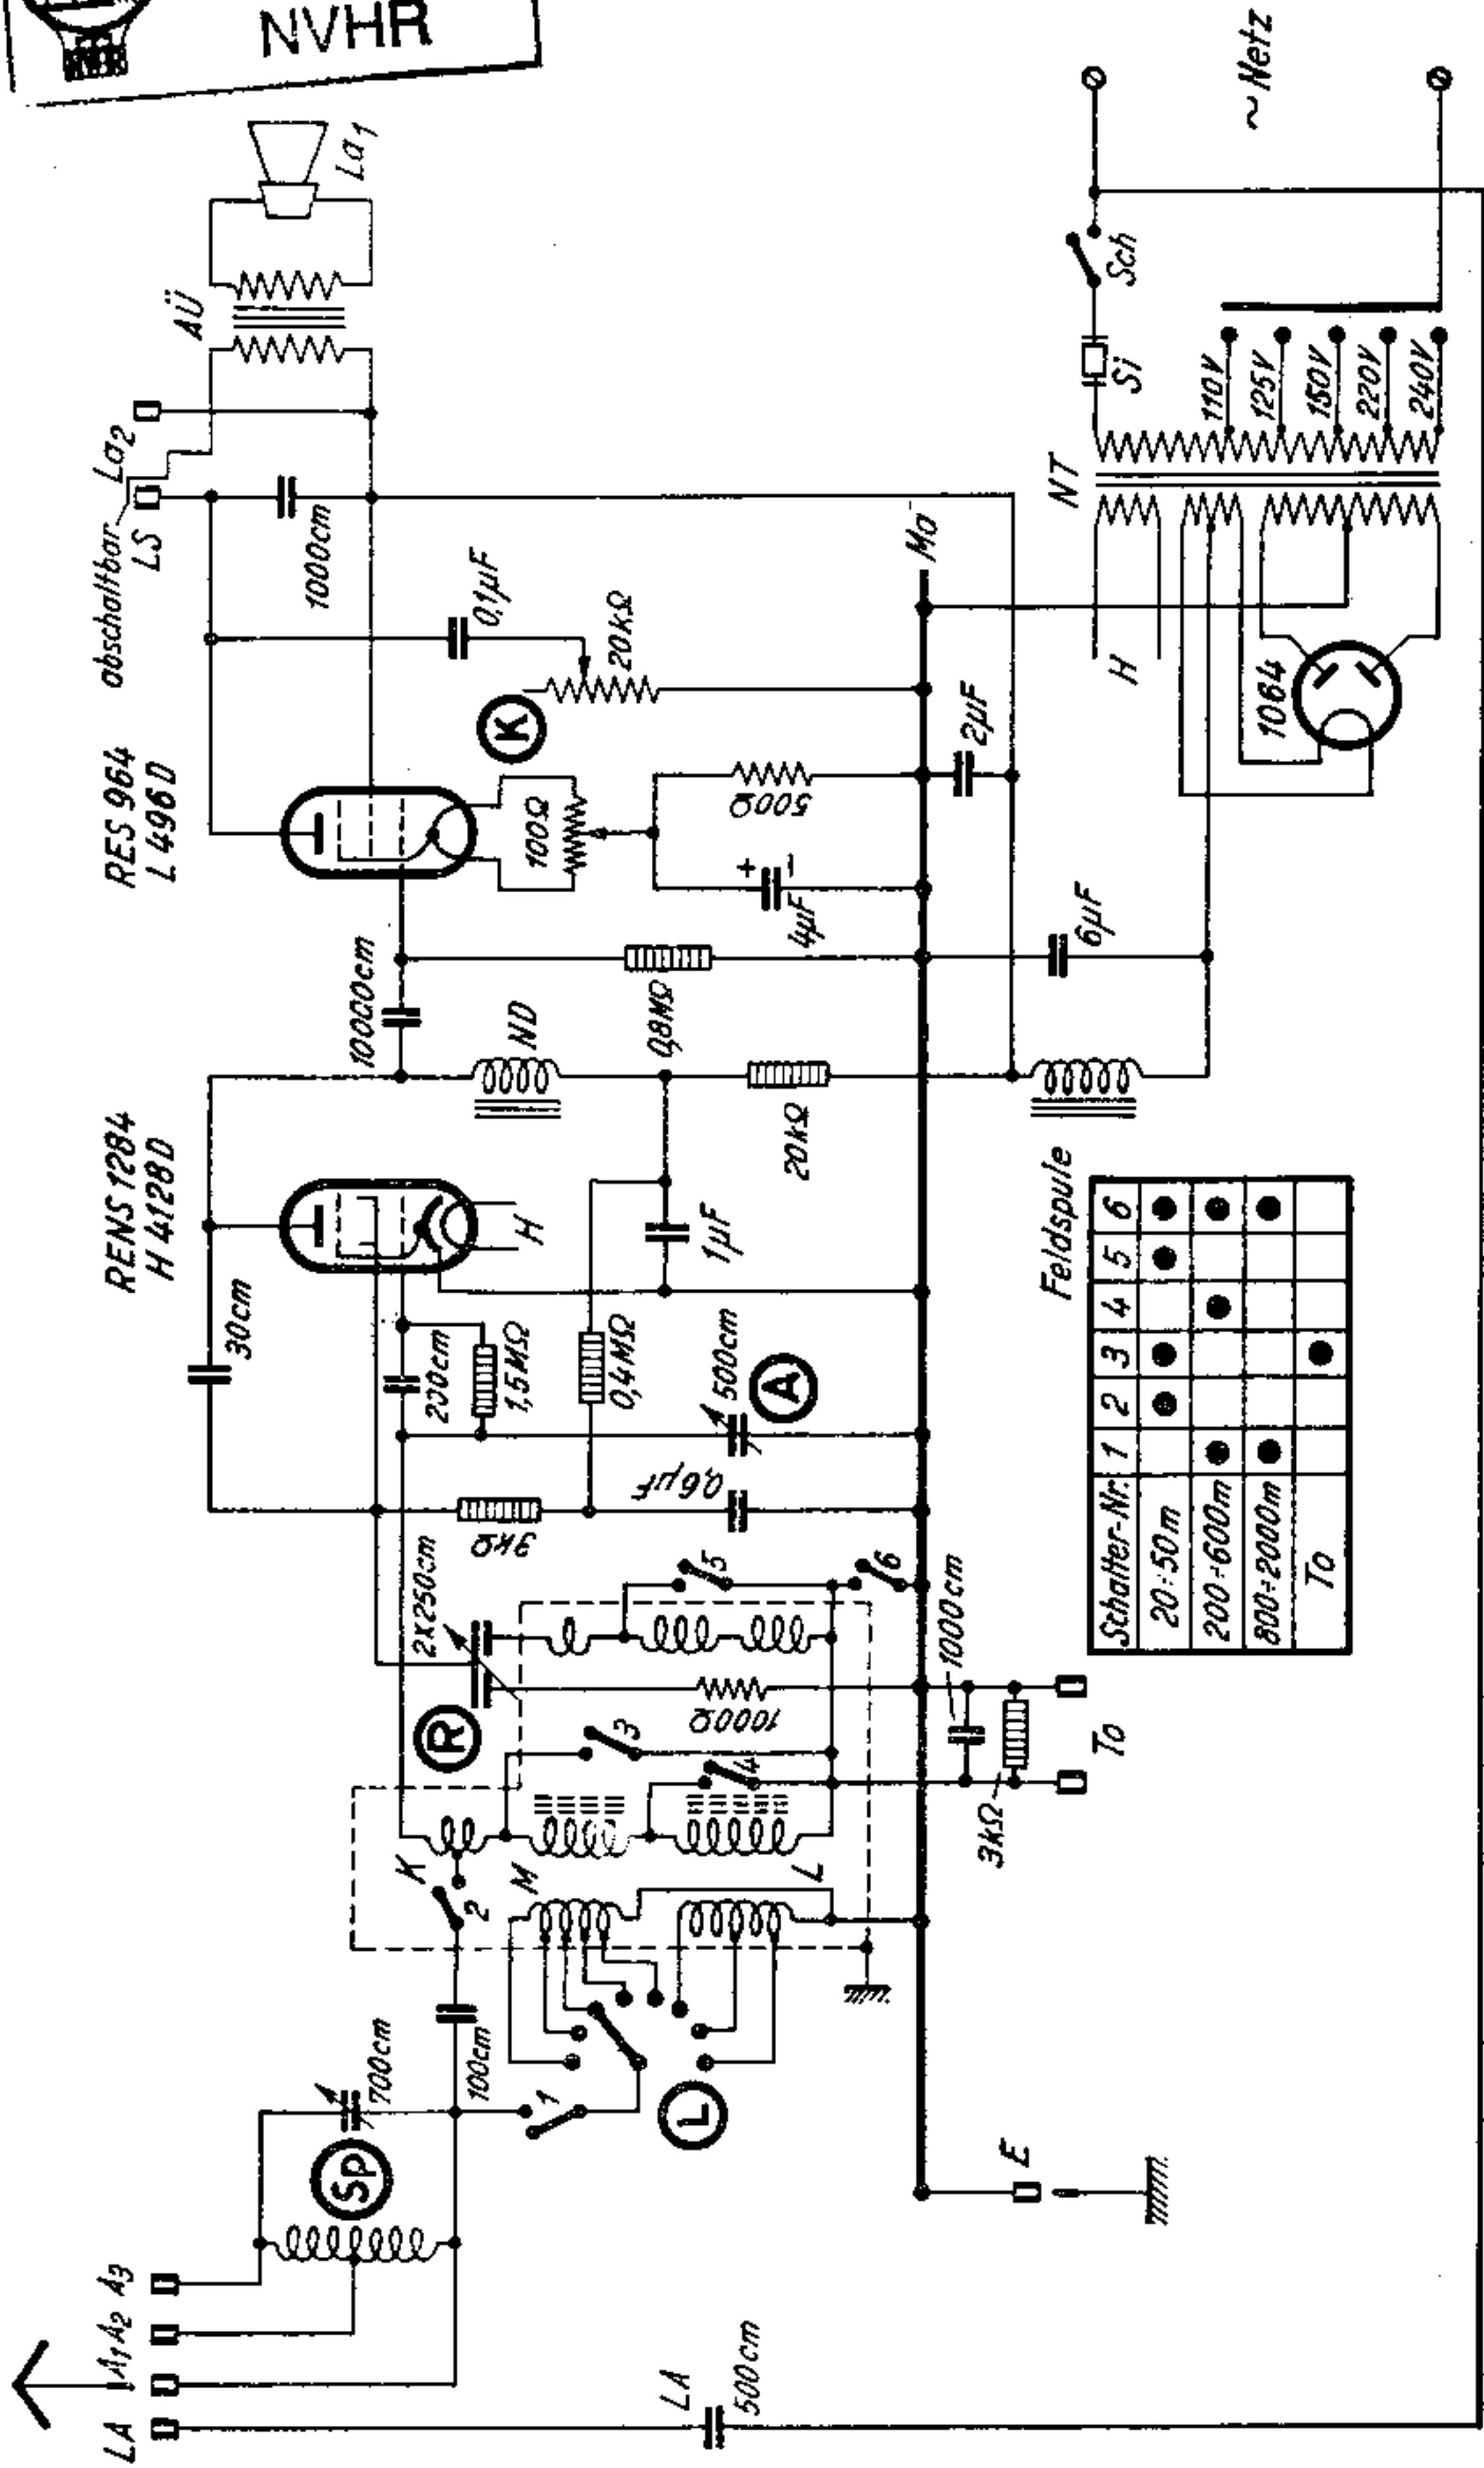 NVHR
LA
A1
A2
A3
Sp
700cm
100cm
1
2
K
M
L
L
LA
500cm
E
R
2X250cm
3
4
5
6
1000Ω
1000cm
3kΩ
To
RENS 1284
H 4128 D
30cm
200cm
1,5MΩ
3kΩ
0,4MΩ
0,6µF
500cm
A
H
1µF
10000cm
ND
0,8MΩ
20kΩ
Feldspule
RES 964
L 496 D
100Ω
500Ω
4µF
+
-
K
20kΩ
0,1µF
1000cm
abschaltbar
LS
La2
AÜ
La1
Ma
2µF
6µF
H
1064
NT
110V
125V
150V
220V
240V
Si
Sch
~Netz
Schalter-Nr. 1 2 3 4 5 6
20÷50m
200÷600m
800÷2000m
To